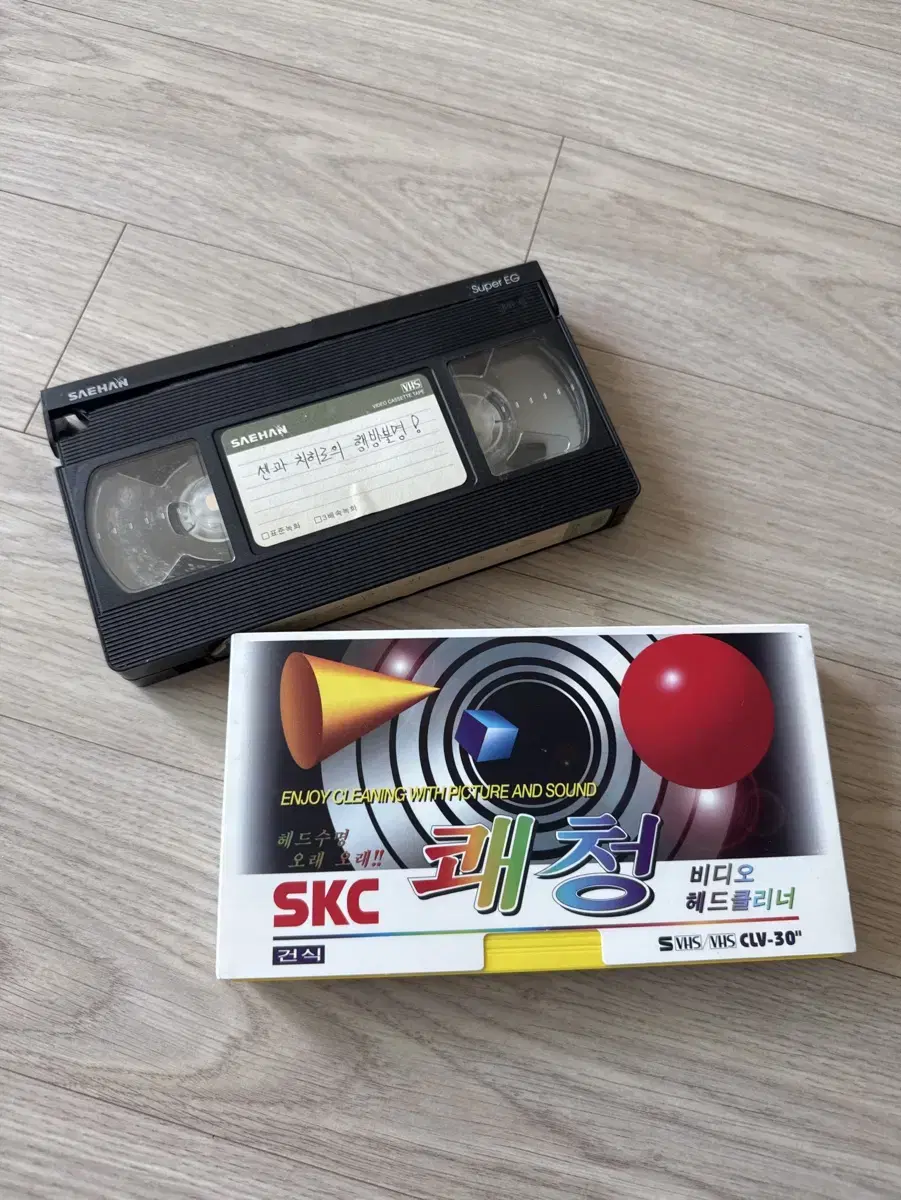 Super EG
SAEHAN
VHS
VIDEO CASSETTE TAPE
SAEHAN
센과 치히로의 행방불명!
□표준녹화 □3배속녹화
ENJOY CLEANING WITH PICTURE AND SOUND
헤드수명
오래 오래!!
쾌청
SKC
비디오
헤드클리너
건식
S VHS / VHS CLV-30"